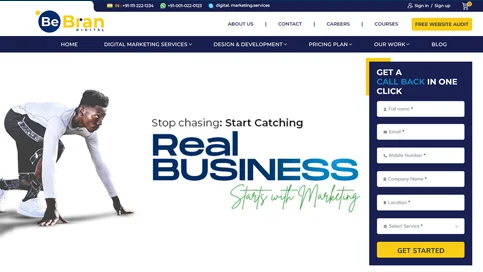 BeBran
DIGITAL
+91-111-222-1234
+91-001-022-0123
digital.marketing.services
Sign in / Sign up
ABOUT US | CONTACT | CAREERS | COURSES
FREE WEBSITE AUDIT
HOME DIGITAL MARKETING SERVICES DESIGN & DEVELOPMENT PRICING PLAN OUR WORK BLOG
Stop chasing: Start Catching
Real
BUSINESS
Starts with Marketing
GET A
CALL BACK IN ONE
CLICK
Full name *
Email *
Mobile Number *
Company Name *
Location *
Select Service *
GET STARTED